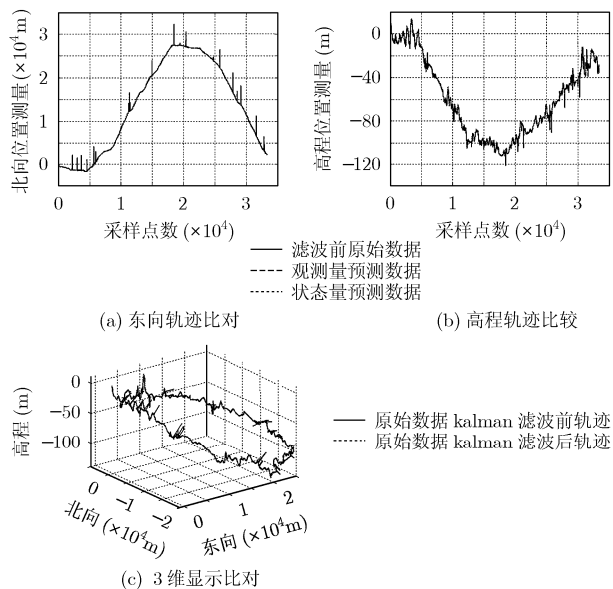 北向位置测量 (×10⁴m)
3
2
1
0
0 1 2 3
采样点数 (×10⁴)
高程位置测量 (m)
0
−40
−80
−120
0 1 2 3
采样点数 (×10⁴)
滤波前原始数据
观测量预测数据
状态量预测数据
(a) 东向轨迹比对
(b) 高程轨迹比较
高程 (m)
0
−50
−100
0 −1 −2
北向 (×10⁴m)
0 1 2
东向 (×10⁴m)
原始数据 kalman 滤波前轨迹
原始数据 kalman 滤波后轨迹
(c) 3 维显示比对